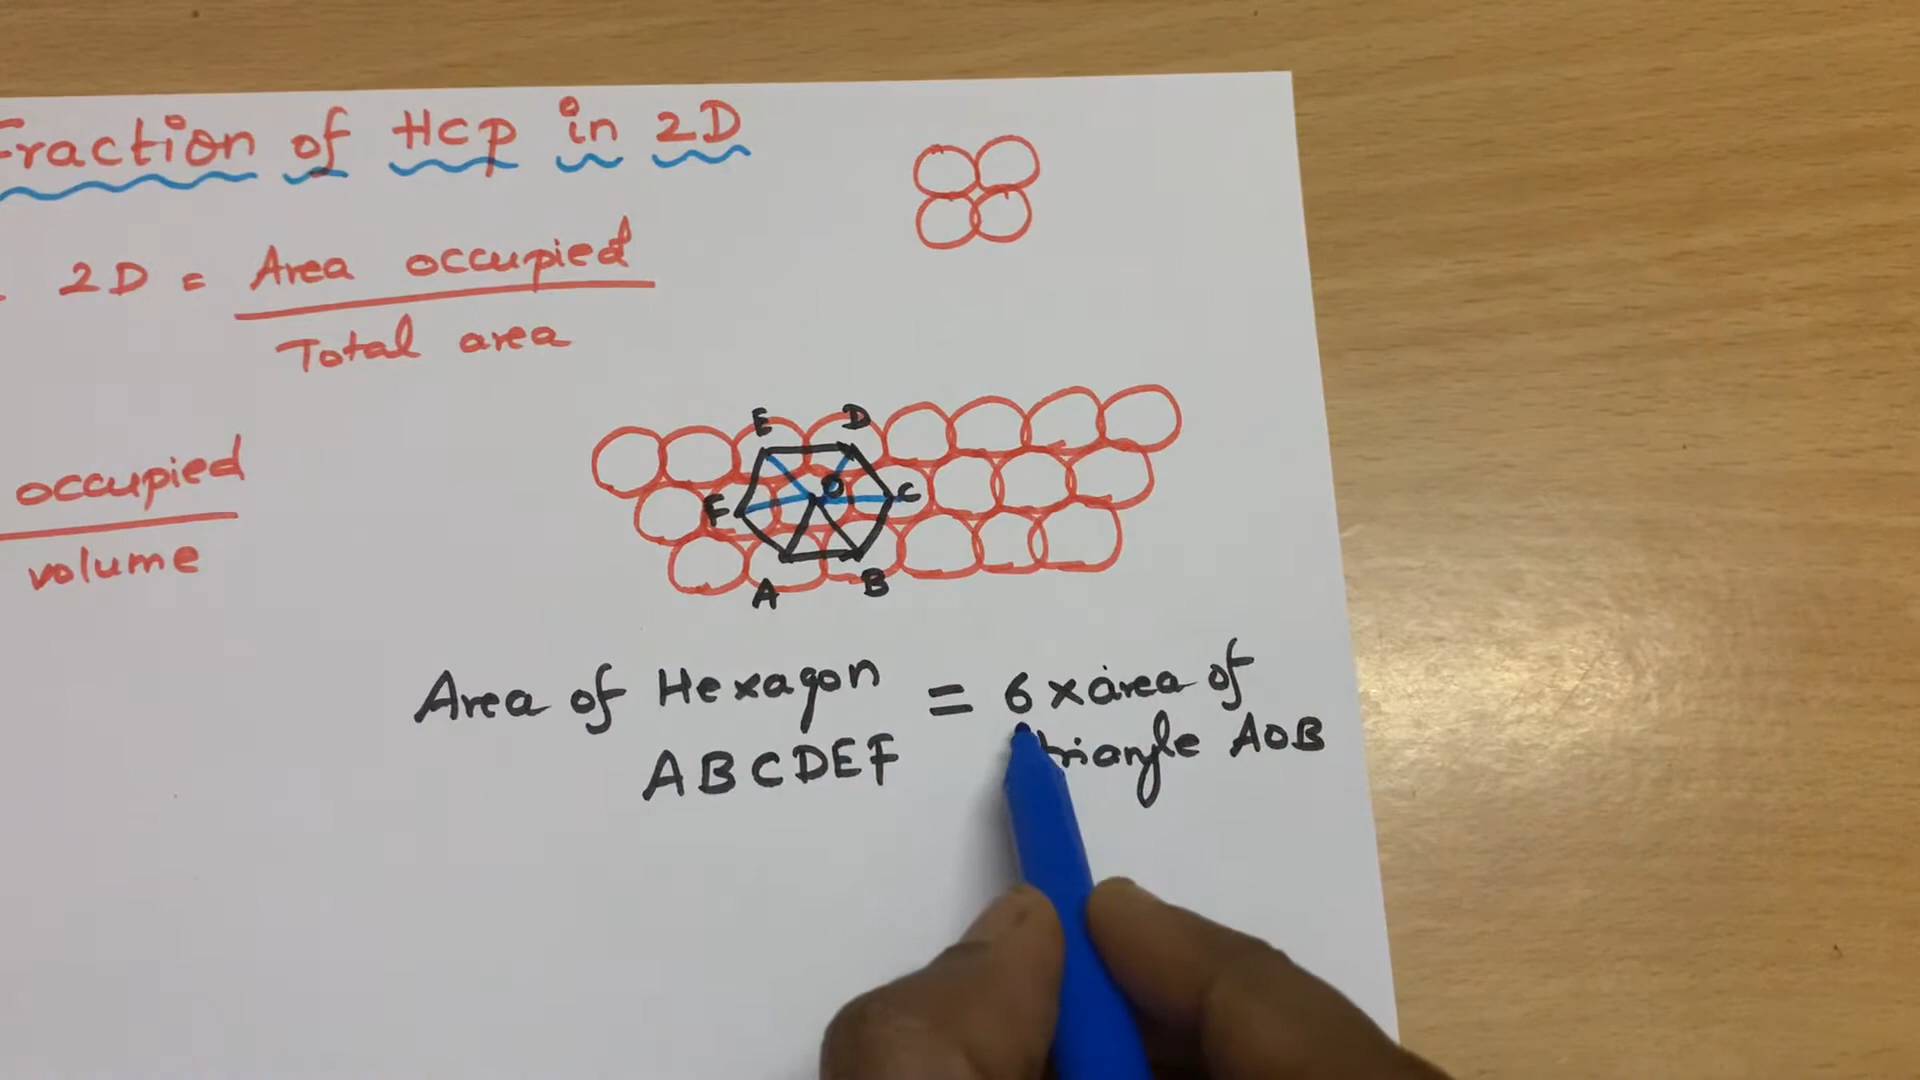 Fraction of Hcp in 2D
2D = Area occupied
Total area
occupied
volume
E D
F O C
A B
Area of Hexagon = 6 x area of
ABCDEF triangle AOB